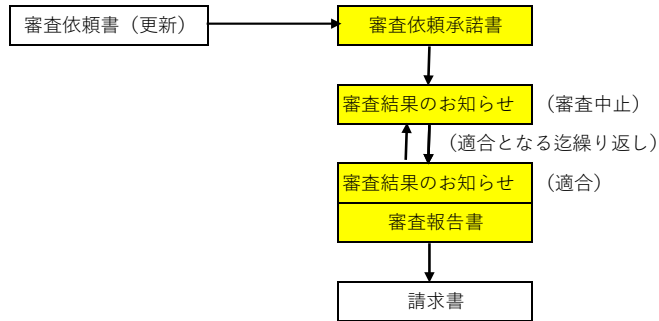 審査依頼書（更新）
審査依頼承諾書
審査結果のお知らせ
（審査中止）
（適合となる迄繰り返し）
審査結果のお知らせ
（適合）
審査報告書
請求書